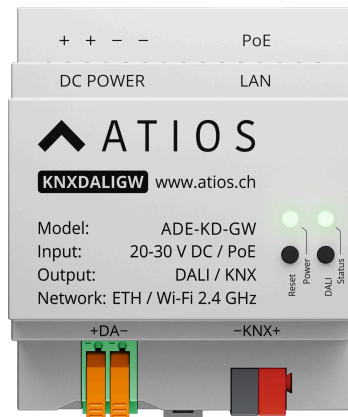 + + − − PoE
DC POWER LAN
ATIOS
KNXDALIGW www.atios.ch
Model: ADE-KD-GW
Input: 20-30 V DC / PoE
Output: DALI / KNX
Network: ETH / Wi-Fi 2.4 GHz
Reset
Power
DALI
Status
+DA− −KNX+